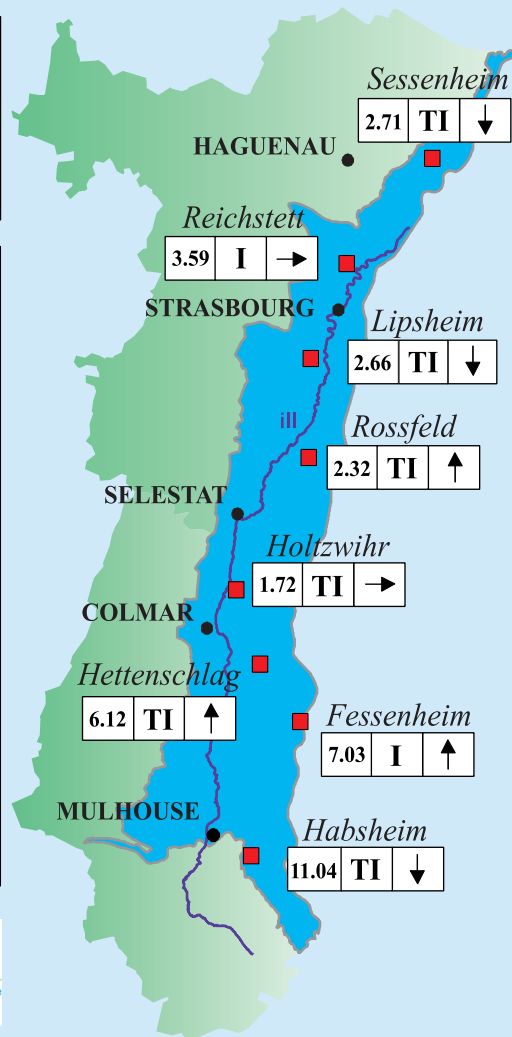 Sessenheim
2.71 TI ↓
HAGUENAU
Reichstett
3.59 I →
STRASBOURG
Lipsheim
2.66 TI ↓
ill
Rossfeld
2.32 TI ↑
SELESTAT
Holtzwihr
1.72 TI →
COLMAR
Hettenschlag
6.12 TI ↑
Fessenheim
7.03 I ↑
MULHOUSE
Habsheim
11.04 TI ↓